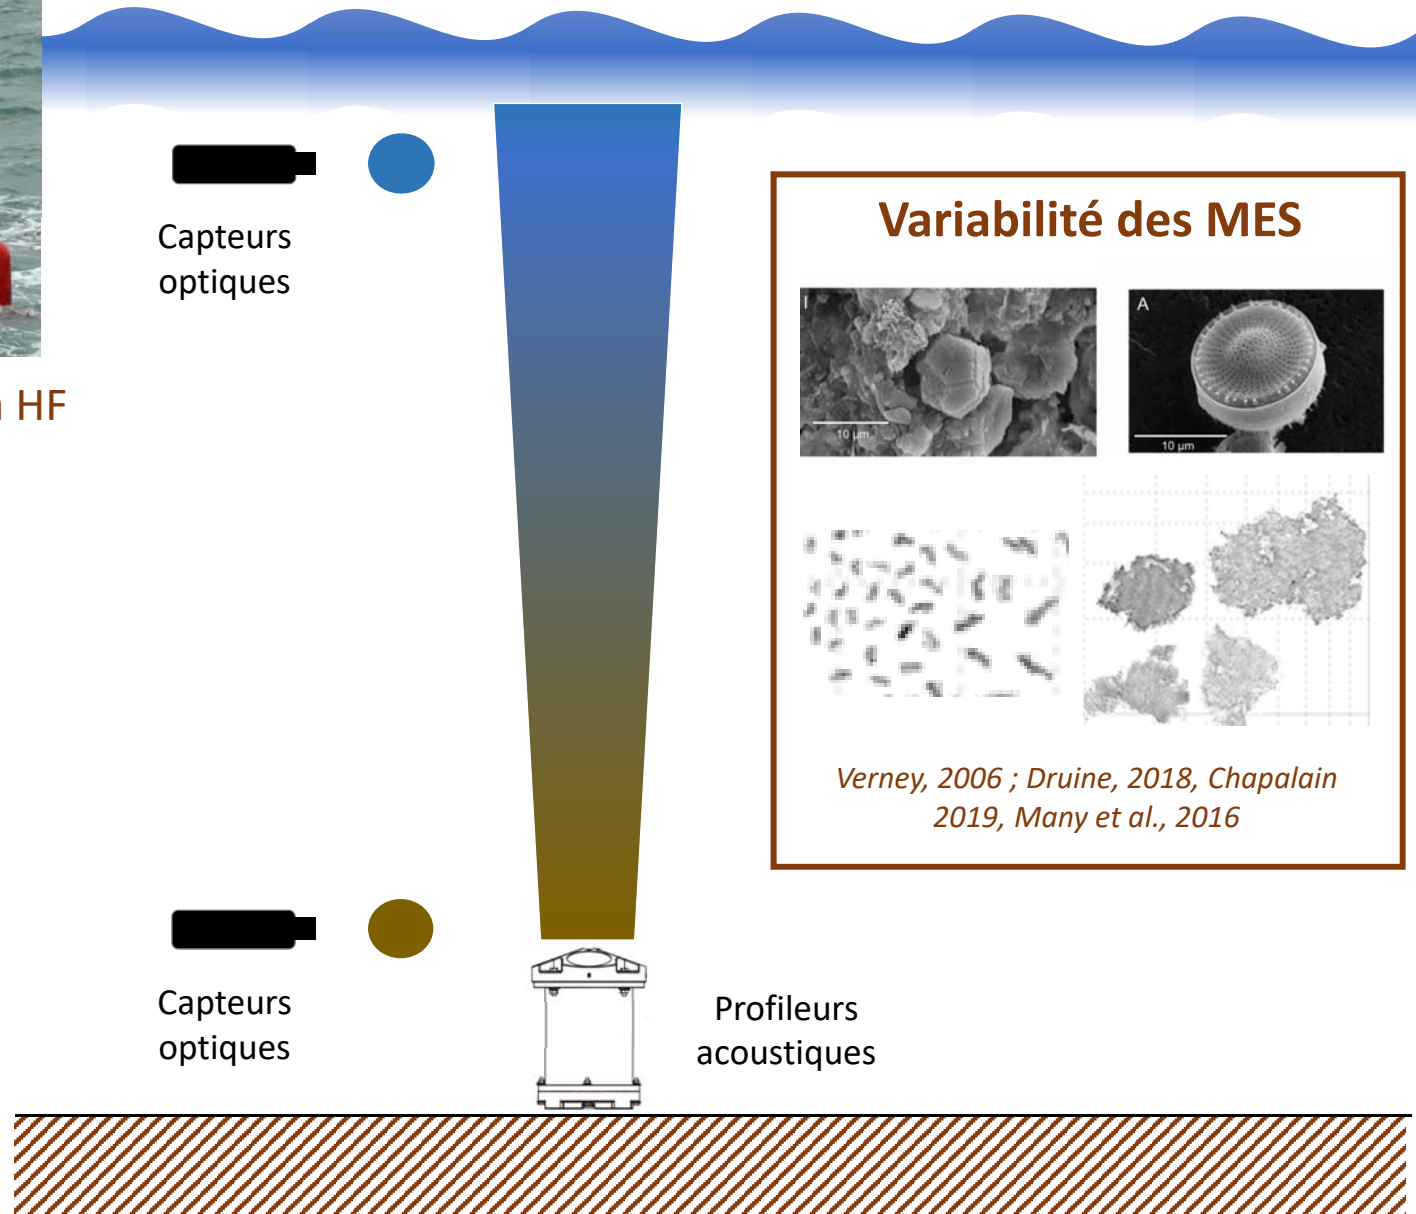 Capteurs
optiques
HF
Variabilité des MES
I
10 µm
A
10 µm
Verney, 2006 ; Druine, 2018, Chapalain
2019, Many et al., 2016
Capteurs
optiques
Profileurs
acoustiques